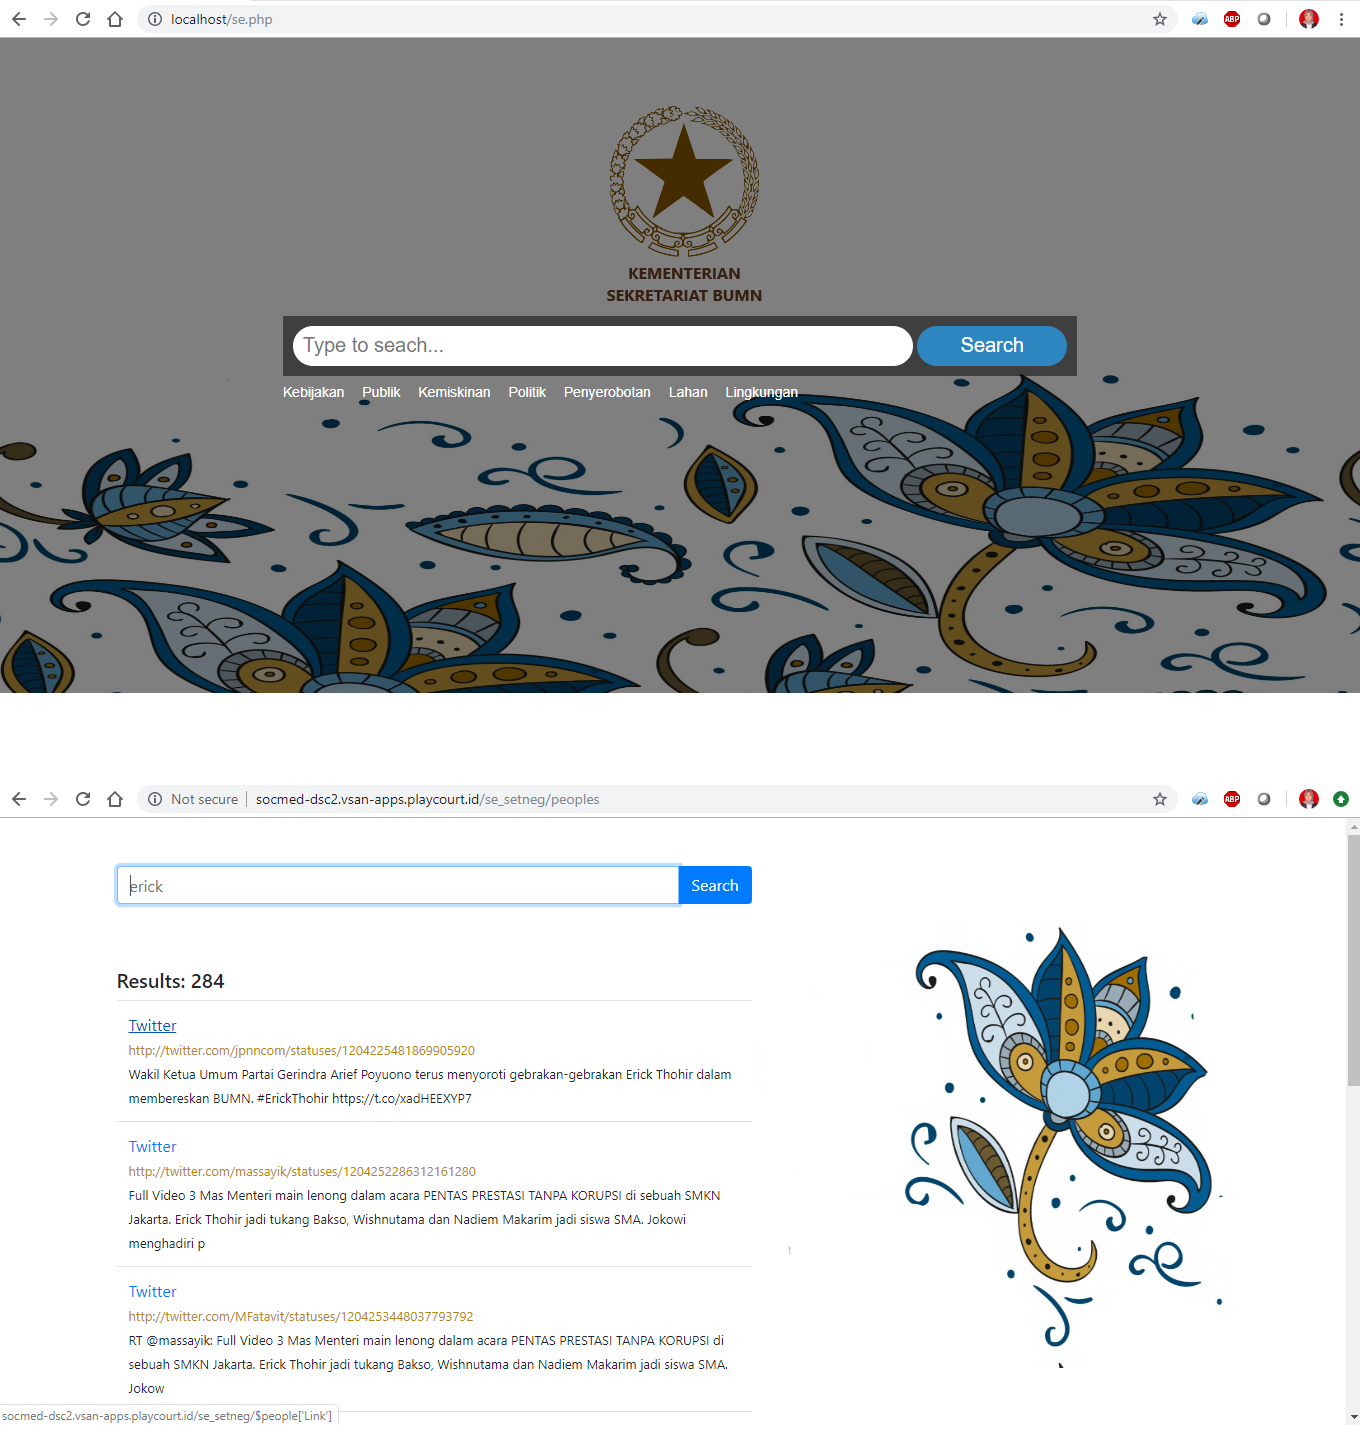 localhost/se.php
ABP
KEMENTERIAN
SEKRETARIAT BUMN
Type to seach...
Search
Kebijakan Publik Kemiskinan Politik Penyerobotan Lahan Lingkungan
Not secure | socmed-dsc2.vsan-apps.playcourt.id/se_setneg/peoples
ABP
erick
Search
Results: 284
Twitter
http://twitter.com/jpnncom/statuses/1204225481869905920
Wakil Ketua Umum Partai Gerindra Arief Poyuono terus menyoroti gebrakan-gebrakan Erick Thohir dalam
membereskan BUMN. #ErickThohir https://t.co/xadHEEXYP7
Twitter
http://twitter.com/massayik/statuses/1204252286312161280
Full Video 3 Mas Menteri main lenong dalam acara PENTAS PRESTASI TANPA KORUPSI di sebuah SMKN
Jakarta. Erick Thohir jadi tukang Bakso, Wishnutama dan Nadiem Makarim jadi siswa SMA. Jokowi
menghadiri p
Twitter
http://twitter.com/MFatavit/statuses/1204253448037793792
RT @massayik: Full Video 3 Mas Menteri main lenong dalam acara PENTAS PRESTASI TANPA KORUPSI di
sebuah SMKN Jakarta. Erick Thohir jadi tukang Bakso, Wishnutama dan Nadiem Makarim jadi siswa SMA.
Jokow
socmed-dsc2.vsan-apps.playcourt.id/se_setneg/$people['Link']